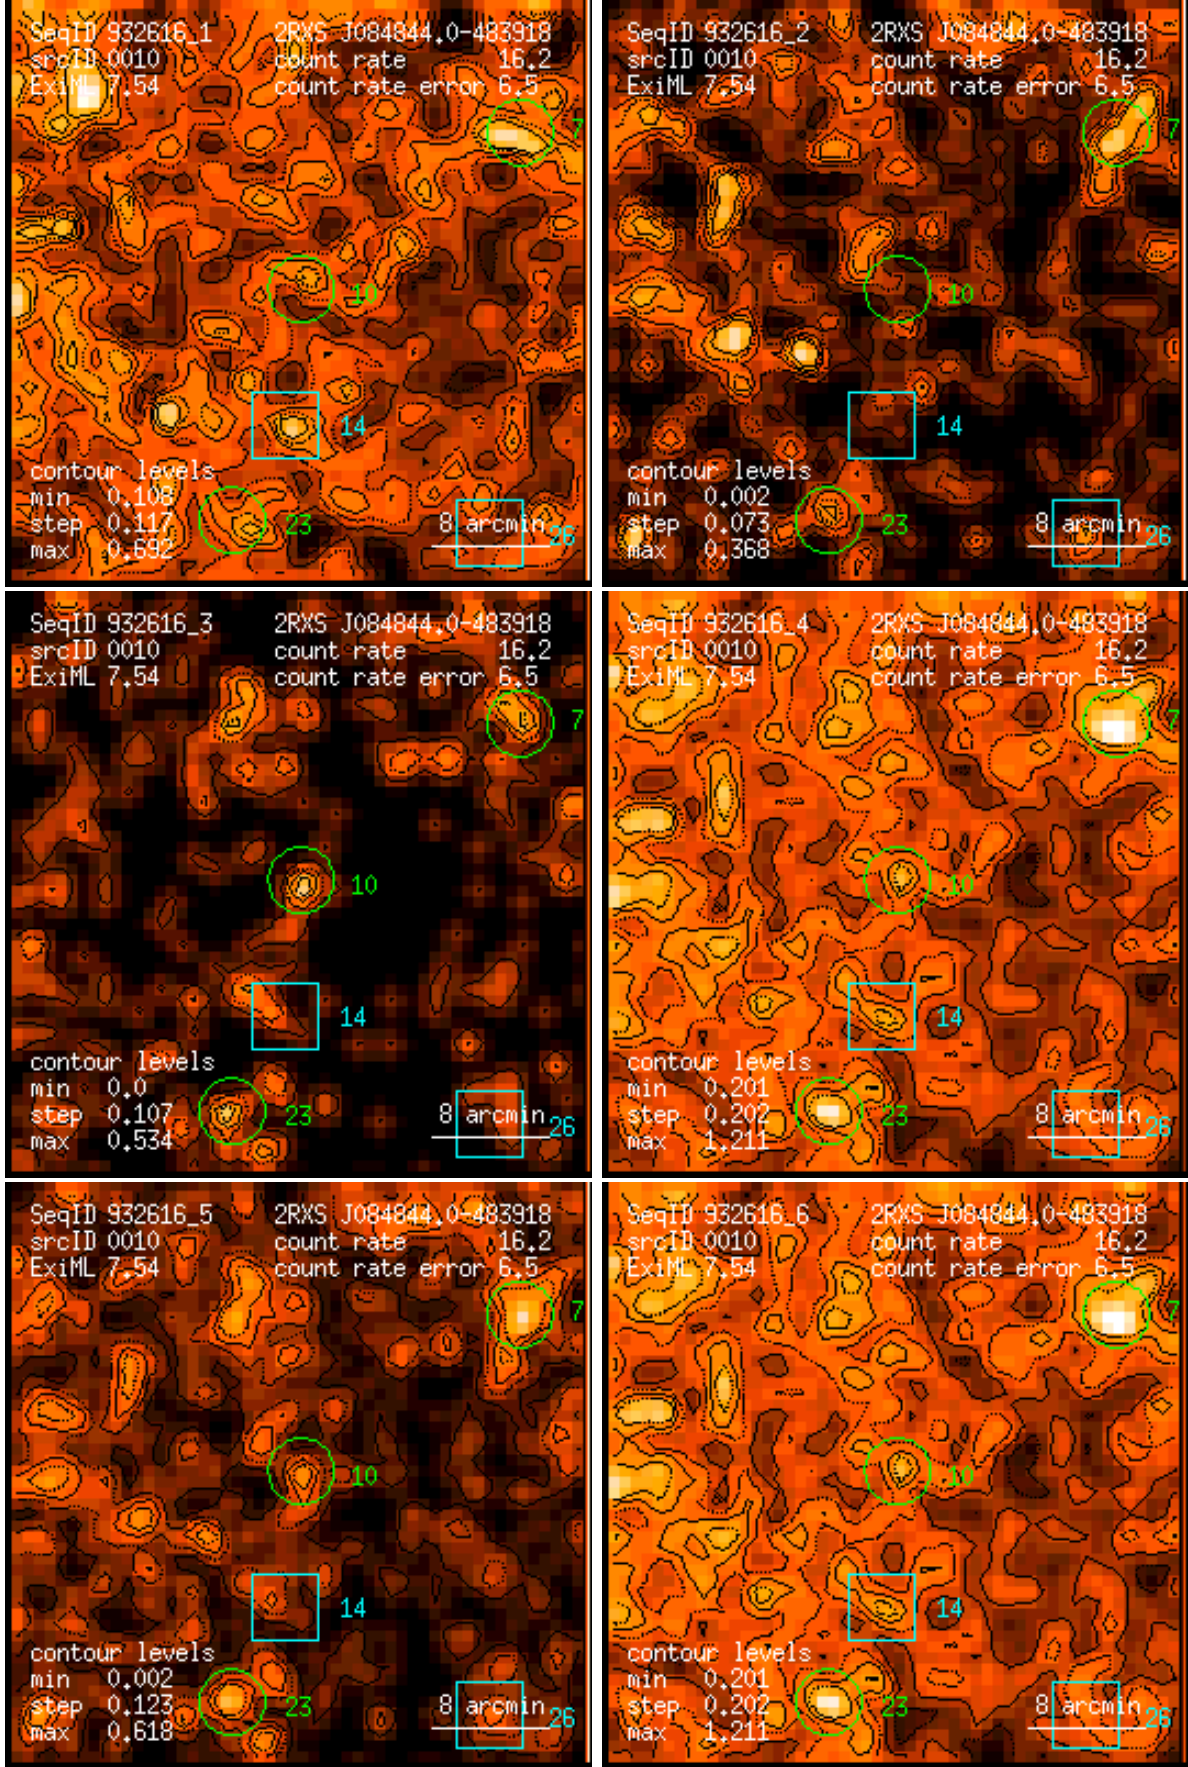 SeqID 932616_1 2RXS J084844.0-483918
srcID 0010 count rate 16.2
ExiML 7.54 count rate error 6.5
7
10
14
contour levels
min 0.108
step 0.117 23 8 arcmin 26
max 0.692
SeqID 932616_2 2RXS J084844.0-483918
srcID 0010 count rate 16.2
ExiML 7.54 count rate error 6.5
7
10
14
contour levels
min 0.002
step 0.073 23 8 arcmin 26
max 0.368
SeqID 932616_3 2RXS J084844.0-483918
srcID 0010 count rate 16.2
ExiML 7.54 count rate error 6.5
7
10
14
contour levels
min 0.0
step 0.107 23 8 arcmin 26
max 0.534
SeqID 932616_4 2RXS J084844.0-483918
srcID 0010 count rate 16.2
ExiML 7.54 count rate error 6.5
7
10
14
contour levels
min 0.201
step 0.202 23 8 arcmin 26
max 1.211
SeqID 932616_5 2RXS J084844.0-483918
srcID 0010 count rate 16.2
ExiML 7.54 count rate error 6.5
7
10
14
contour levels
min 0.002
step 0.123 23 8 arcmin 26
max 0.618
SeqID 932616_6 2RXS J084844.0-483918
srcID 0010 count rate 16.2
ExiML 7.54 count rate error 6.5
7
10
14
contour levels
min 0.201
step 0.202 23 8 arcmin 26
max 1.211